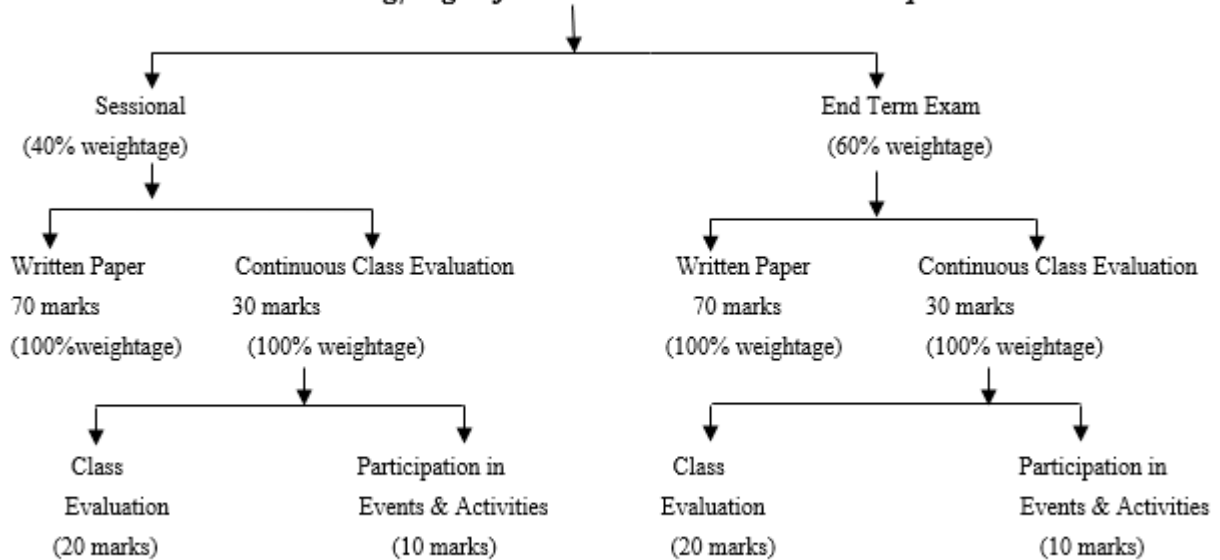 Sessional
End Term Exam
(40% weightage)
(60% weightage)
Written Paper
Continuous Class Evaluation
Written Paper
Continuous Class Evaluation
70 marks
30 marks
70 marks
30 marks
(100%weightage)
(100% weightage)
(100% weightage)
(100% weightage)
Class
Participation in
Class
Participation in
Evaluation
Events & Activities
Evaluation
Events & Activities
(20 marks)
(10 marks)
(20 marks)
(10 marks)